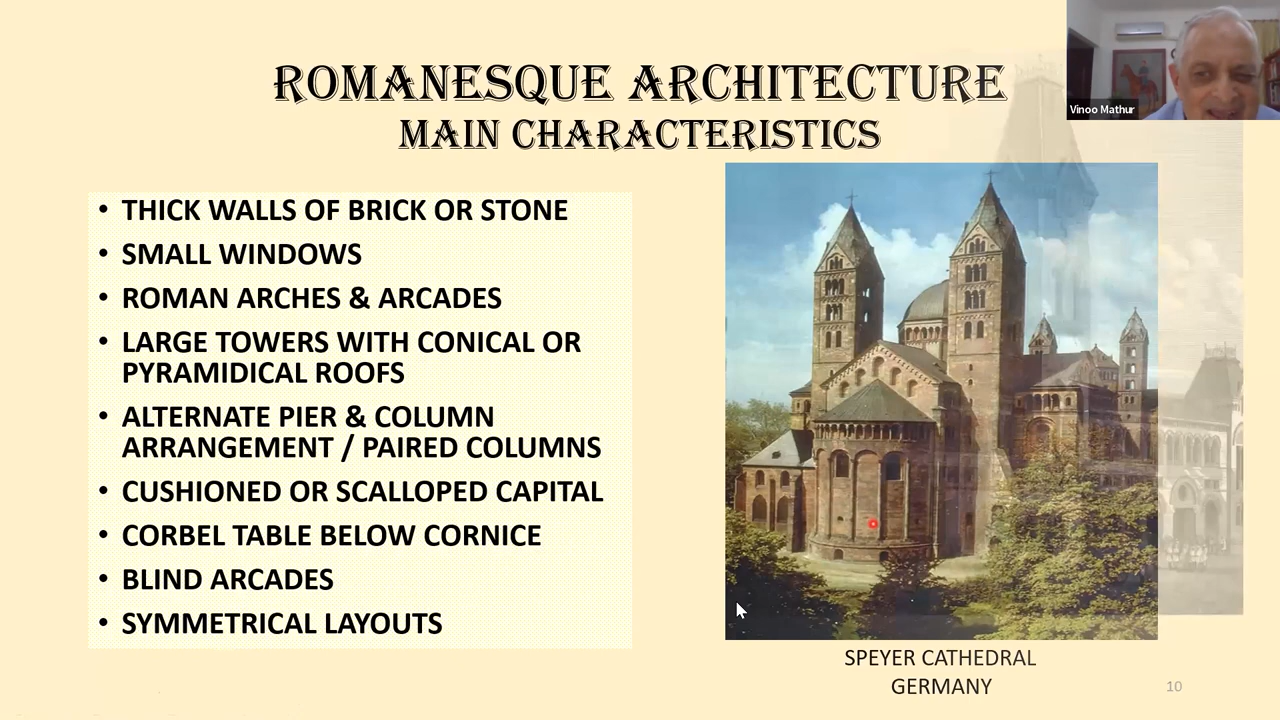 ROMANESQUE ARCHITECTURE
MAIN CHARACTERISTICS
Vinoo Mathur
• THICK WALLS OF BRICK OR STONE
• SMALL WINDOWS
• ROMAN ARCHES & ARCADES
• LARGE TOWERS WITH CONICAL OR
PYRAMIDICAL ROOFS
• ALTERNATE PIER & COLUMN
ARRANGEMENT / PAIRED COLUMNS
• CUSHIONED OR SCALLOPED CAPITAL
• CORBEL TABLE BELOW CORNICE
• BLIND ARCADES
• SYMMETRICAL LAYOUTS
SPEYER CATHEDRAL
GERMANY
10